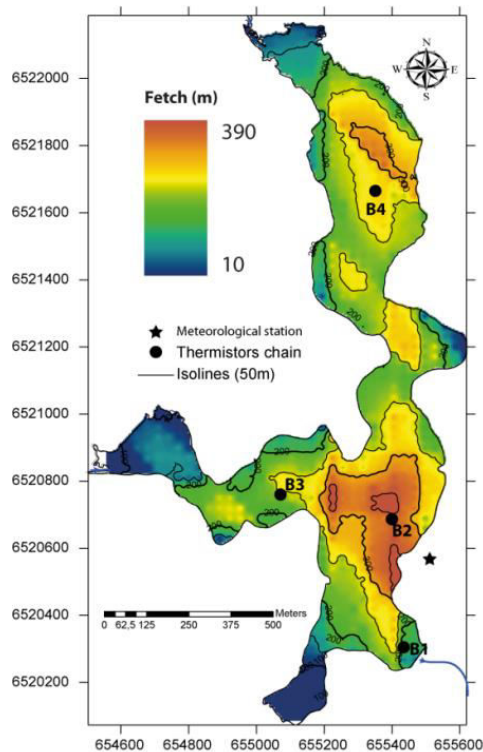 N
W E
S
6522000
Fetch (m)
390
6521800
B4
6521600
10
6521400
Meteorological station
Thermistors chain
6521200
Isolines (50m)
6521000
B3
6520800
B2
6520600
6520400
Meters
0 62,5 125 250 375 500
B1
6520200
654600 654800 655000 655200 655400 655600